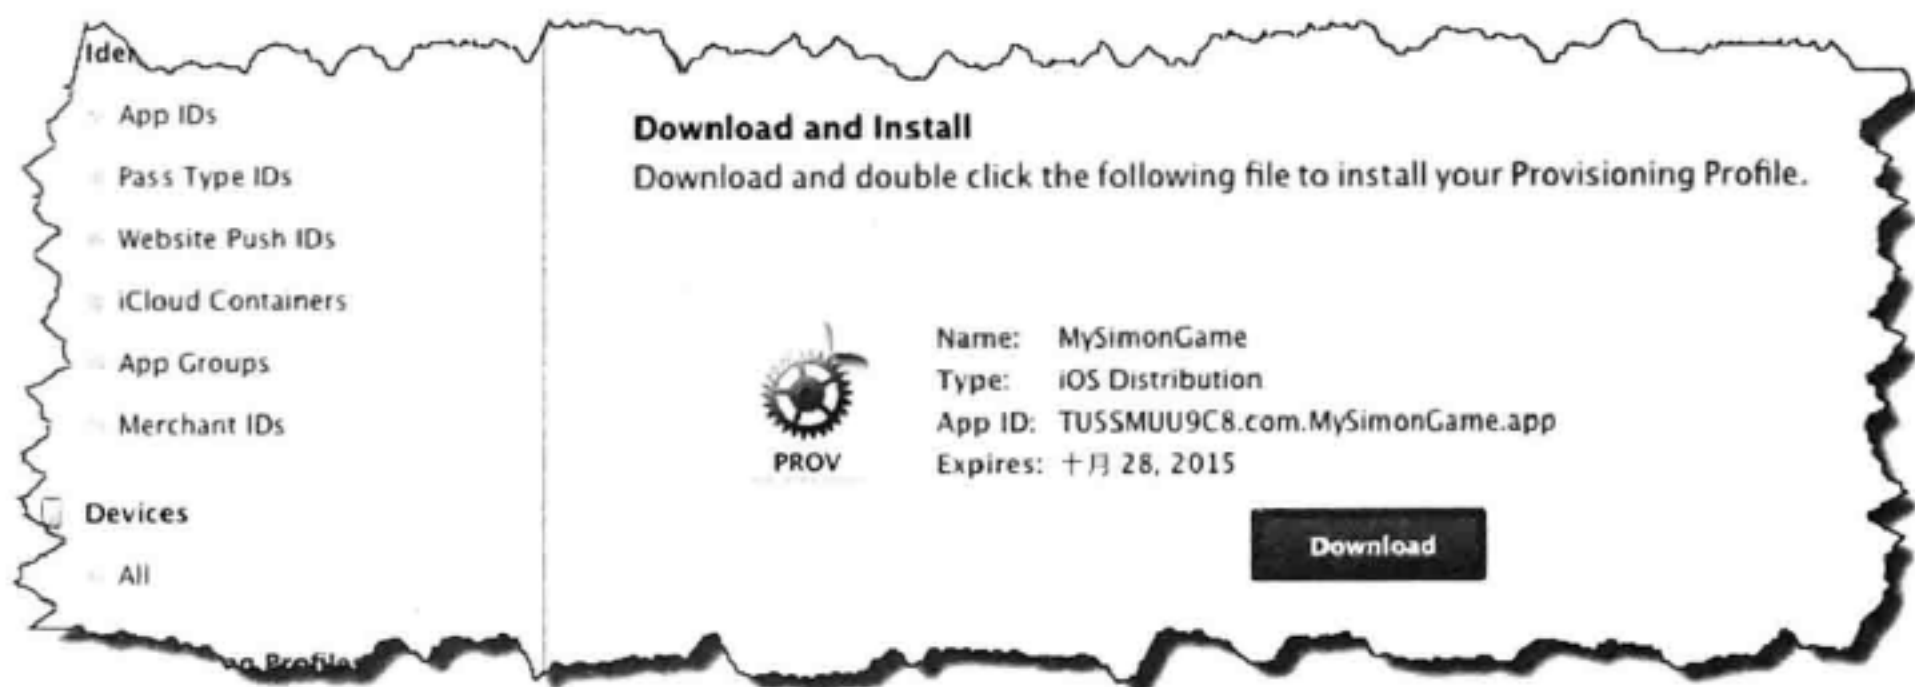 App IDs
Pass Type IDs
Website Push IDs
iCloud Containers
App Groups
Merchant IDs
Devices
All
Download and Install
Download and double click the following file to install your Provisioning Profile.
PROV
Name: MySimonGame
Type: iOS Distribution
App ID: TUSSMUU9C8.com.MySimonGame.app
Expires: 十月 28, 2015
Download